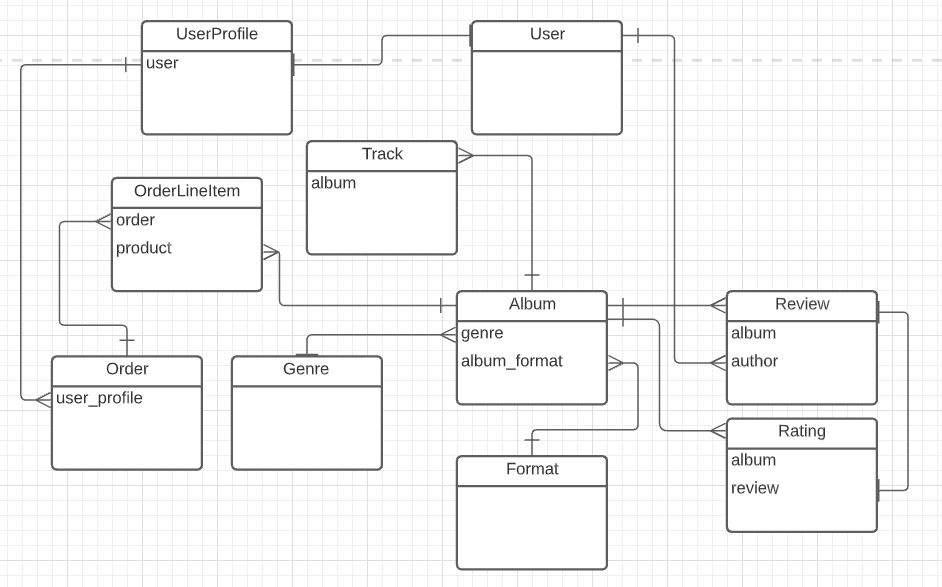 UserProfile
user
User
Track
album
OrderLineItem
order
product
Album
genre
album_format
Review
album
author
Order
user_profile
Genre
Rating
album
review
Format